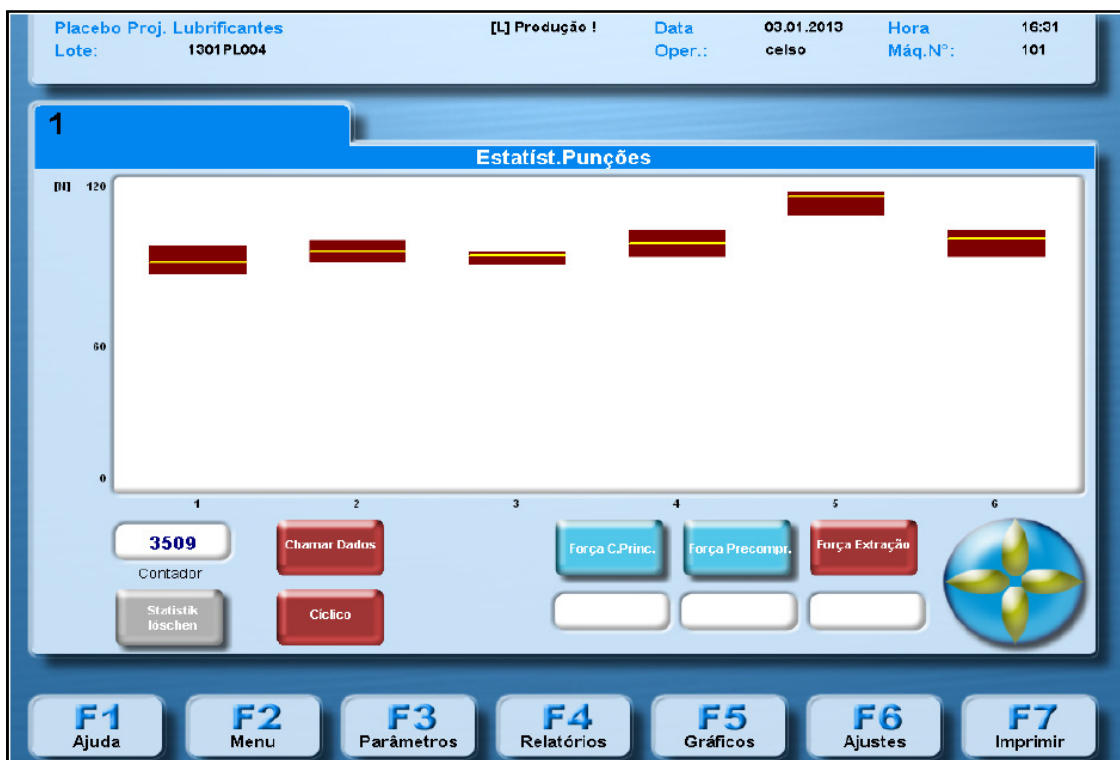 Placebo Proj. Lubrificantes [L] Produção ! Data 03.01.2013 Hora 16:31
Lote: 1301PL004 Oper.: celso Máq.N°: 101
1
Estatíst.Punções
[N] 120
60
0
1 2 3 4 5 6
3509 Chamar Dados Força C.Princ. Força Precompr. Força Extração
Contador
Statistik
löschen
Cíclico
F1 F2 F3 F4 F5 F6 F7
Ajuda Menu Parâmetros Relatórios Gráficos Ajustes Imprimir